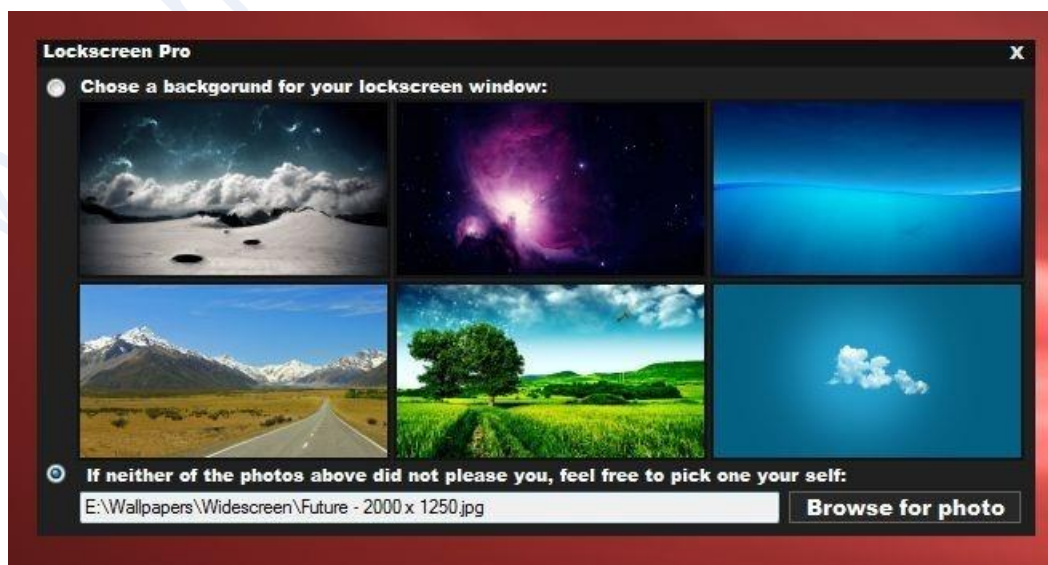 Lockscreen Pro
X
Chose a backgorund for your lockscreen window:
If neither of the photos above did not please you, feel free to pick one your self:
E:\Wallpapers\Widescreen\Future - 2000 x 1250.jpg
Browse for photo